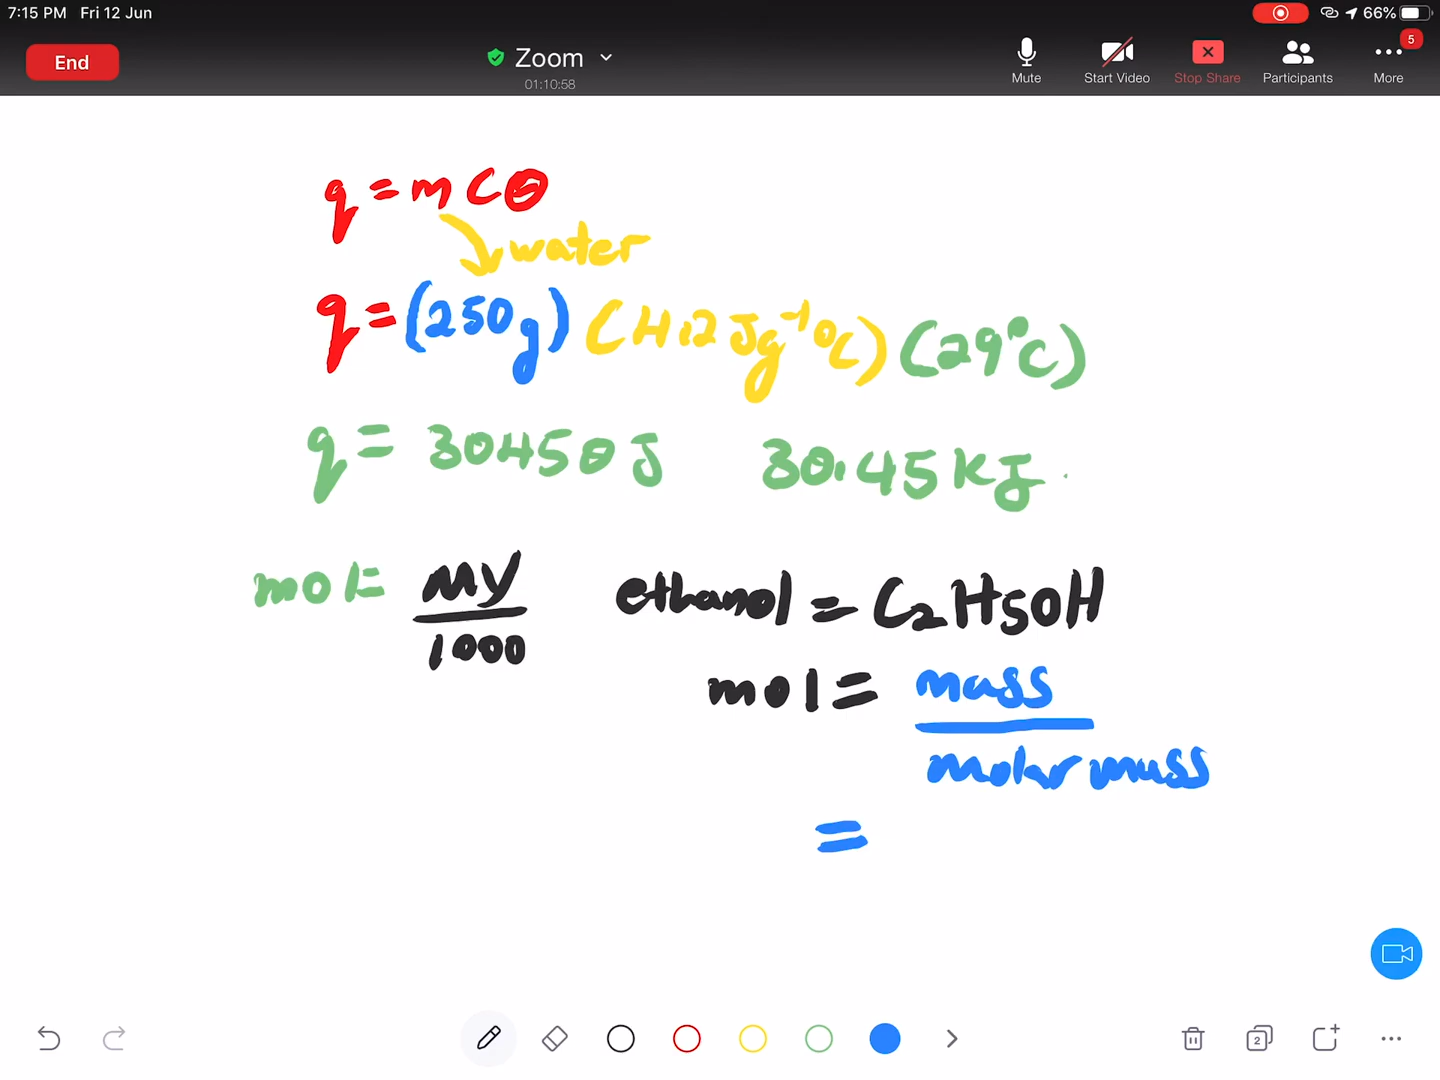 7:15 PM Fri 12 Jun
66%
End
Zoom
01:10:58
Mute
Start Video
Stop Share
Participants
More
5
q = m C θ
water
q = (250g) (4.12 Jg⁻¹°C) (29°C)
q = 30450 J 30.45 KJ.
mol = MV
1000
ethanol = C₂H5OH
mol = mass
molar mass
=
2